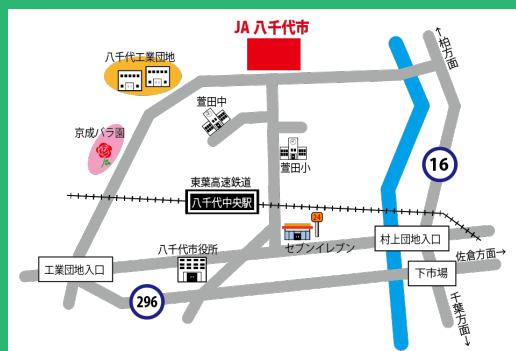 JA 八千代市
八千代工業団地
↑柏方面
萱田中
京成バラ園
萱田小
16
東葉高速鉄道
八千代中央駅
24
セブンイレブン
村上団地入口
八千代市役所
佐倉方面→
工業団地入口
下市場
296
千葉方面→